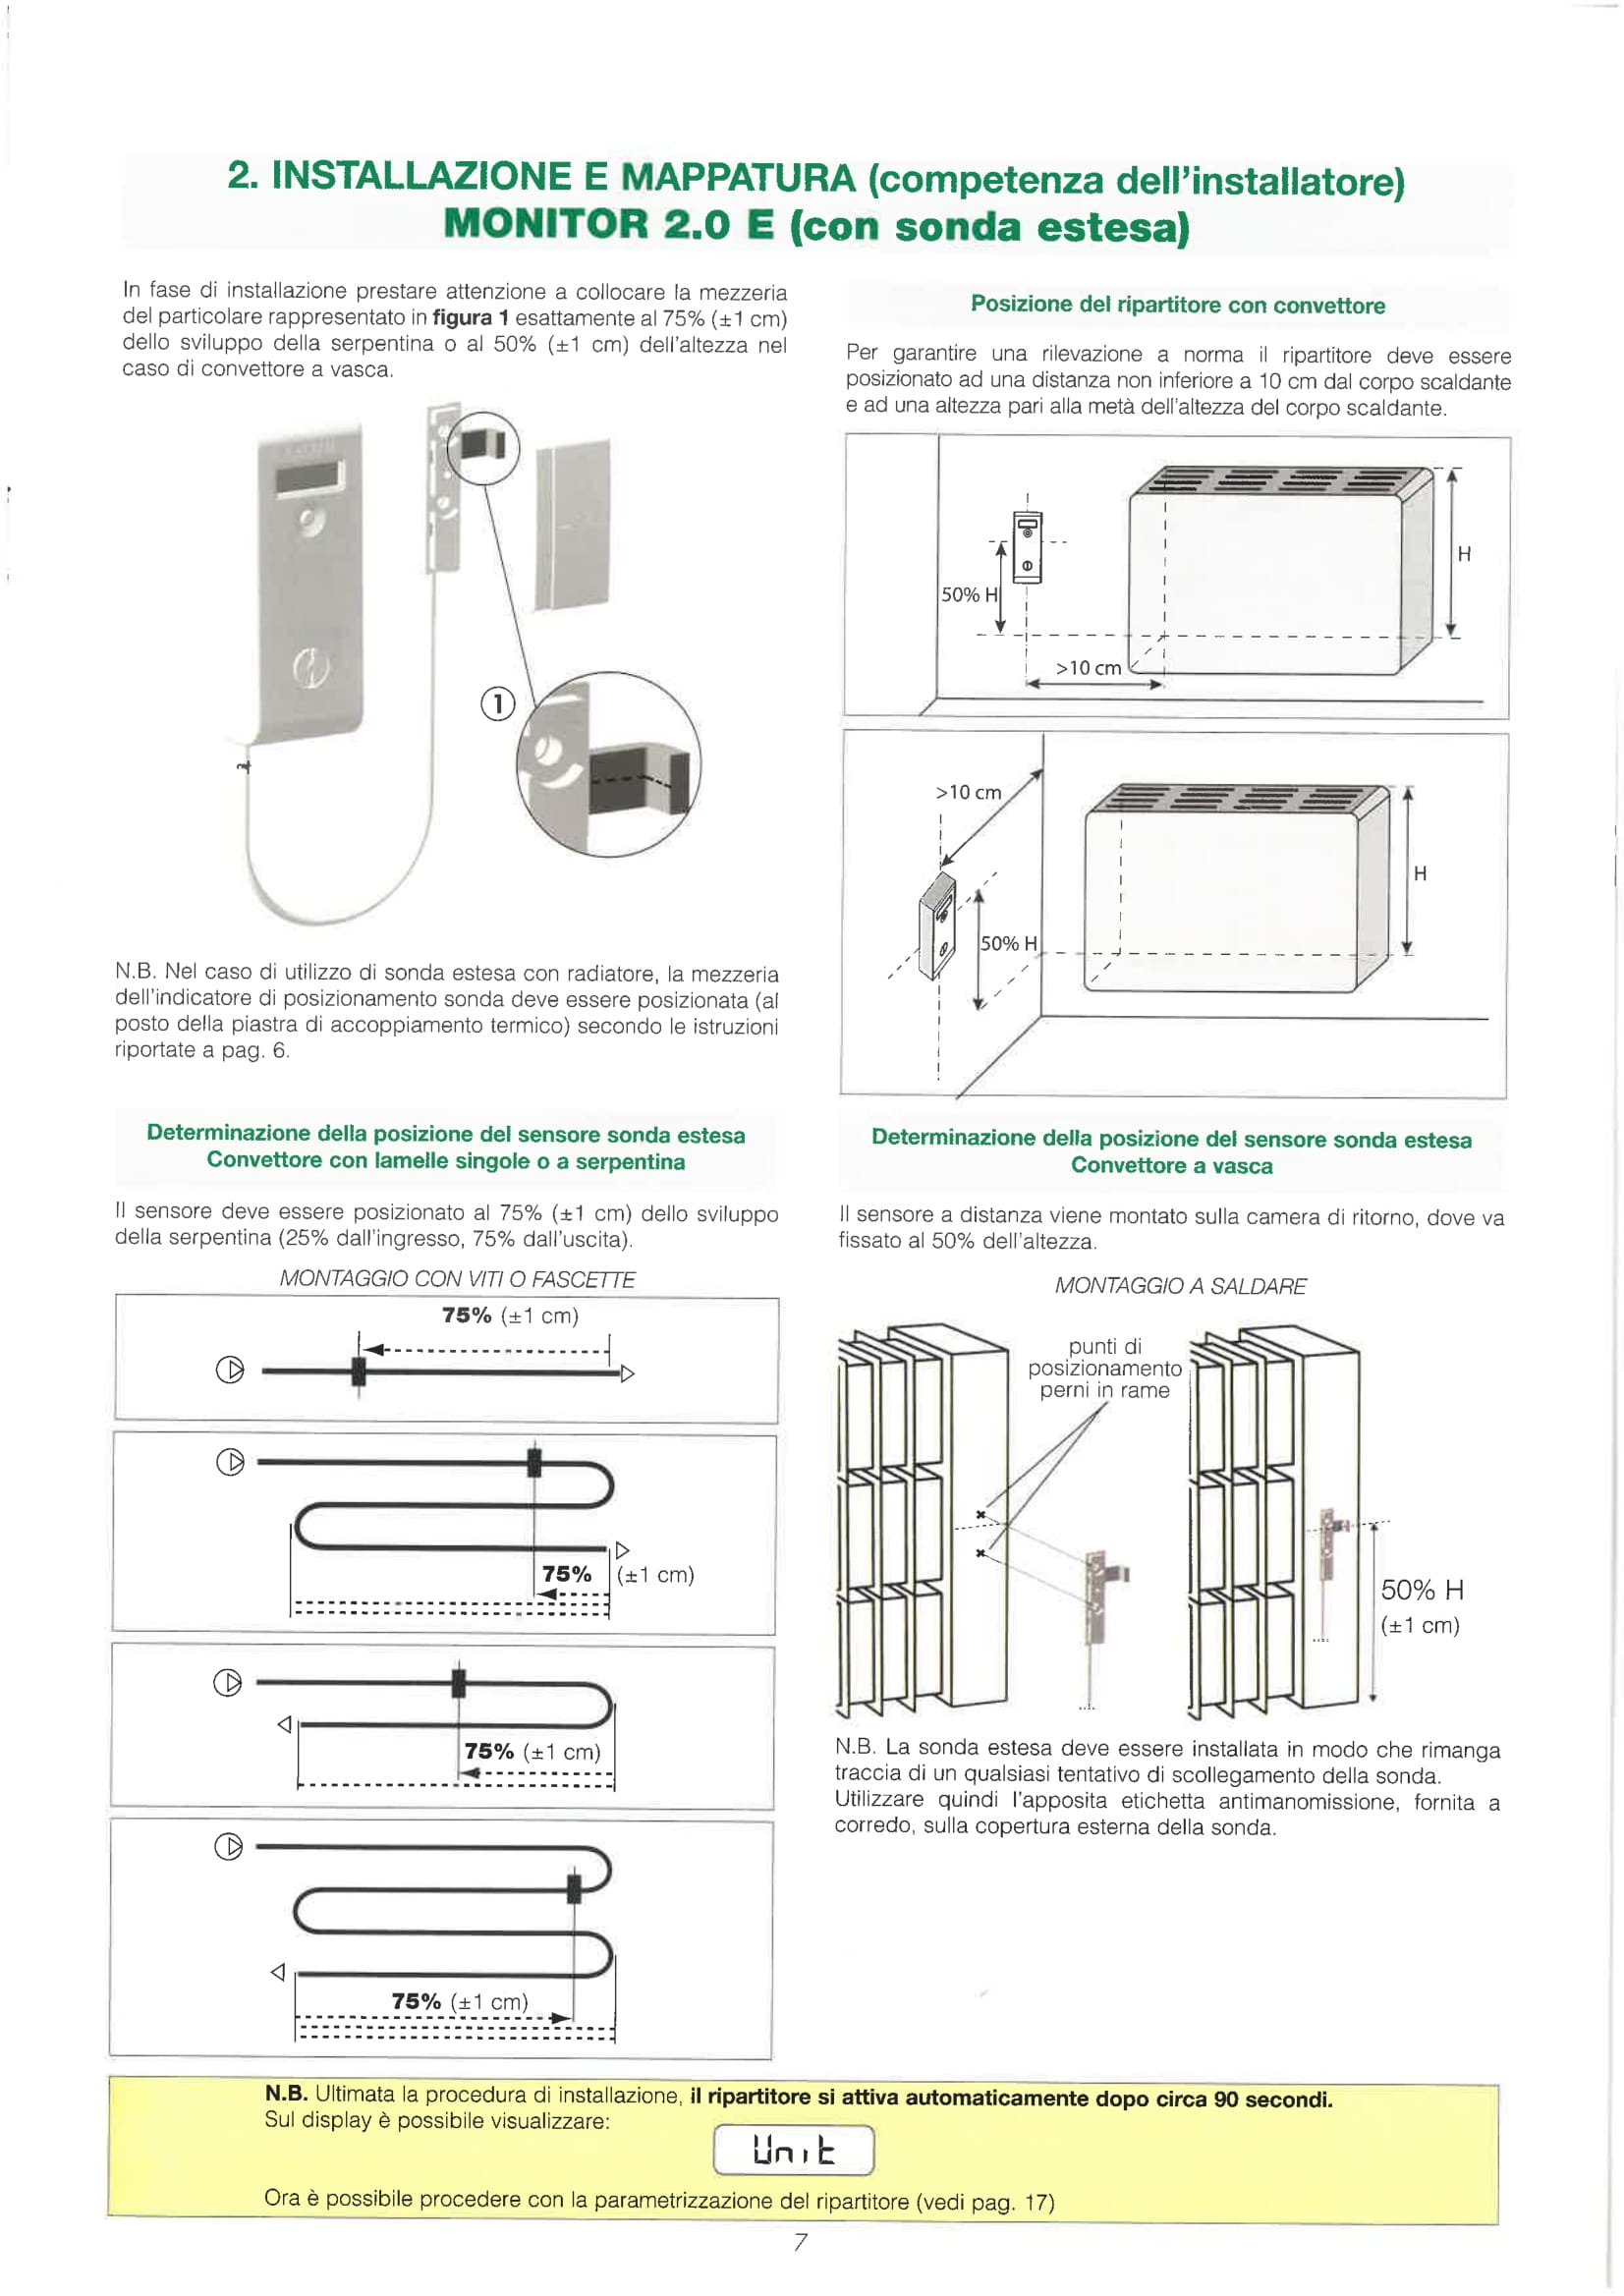 2. INSTALLAZIONE E MAPPATURA (competenza dell'installatore)
MONITOR 2.0 E (con sonda estesa)
In fase di installazione prestare attenzione a collocare la mezzeria
del particolare rappresentato in figura 1 esattamente al 75% (±1 cm)
dello sviluppo della serpentina o al 50% (±1 cm) dell'altezza nel
caso di convettore a vasca.
1
N.B. Nel caso di utilizzo di sonda estesa con radiatore, la mezzeria
dell'indicatore di posizionamento sonda deve essere posizionata (al
posto della piastra di accoppiamento termico) secondo le istruzioni
riportate a pag. 6.
Determinazione della posizione del sensore sonda estesa
Convettore con lamelle singole o a serpentina
Il sensore deve essere posizionato al 75% (±1 cm) dello sviluppo
della serpentina (25% dall'ingresso, 75% dall'uscita).
MONTAGGIO CON VITI O FASCETTE
75% (±1 cm)
75% (±1 cm)
75% (±1 cm)
75% (±1 cm)
Posizione del ripartitore con convettore
Per garantire una rilevazione a norma il ripartitore deve essere
posizionato ad una distanza non inferiore a 10 cm dal corpo scaldante
e ad una altezza pari alla metà dell'altezza del corpo scaldante.
H
50% H
>10 cm
>10 cm
H
50% H
Determinazione della posizione del sensore sonda estesa
Convettore a vasca
Il sensore a distanza viene montato sulla camera di ritorno, dove va
fissato al 50% dell'altezza.
MONTAGGIO A SALDARE
punti di
posizionamento
perni in rame
50% H
(±1 cm)
N.B. La sonda estesa deve essere installata in modo che rimanga
traccia di un qualsiasi tentativo di scollegamento della sonda.
Utilizzare quindi l'apposita etichetta antimanomissione, fornita a
corredo, sulla copertura esterna della sonda.
N.B. Ultimata la procedura di installazione, il ripartitore si attiva automaticamente dopo circa 90 secondi.
Sul display è possibile visualizzare:
Unit
Ora è possibile procedere con la parametrizzazione del ripartitore (vedi pag. 17)
7